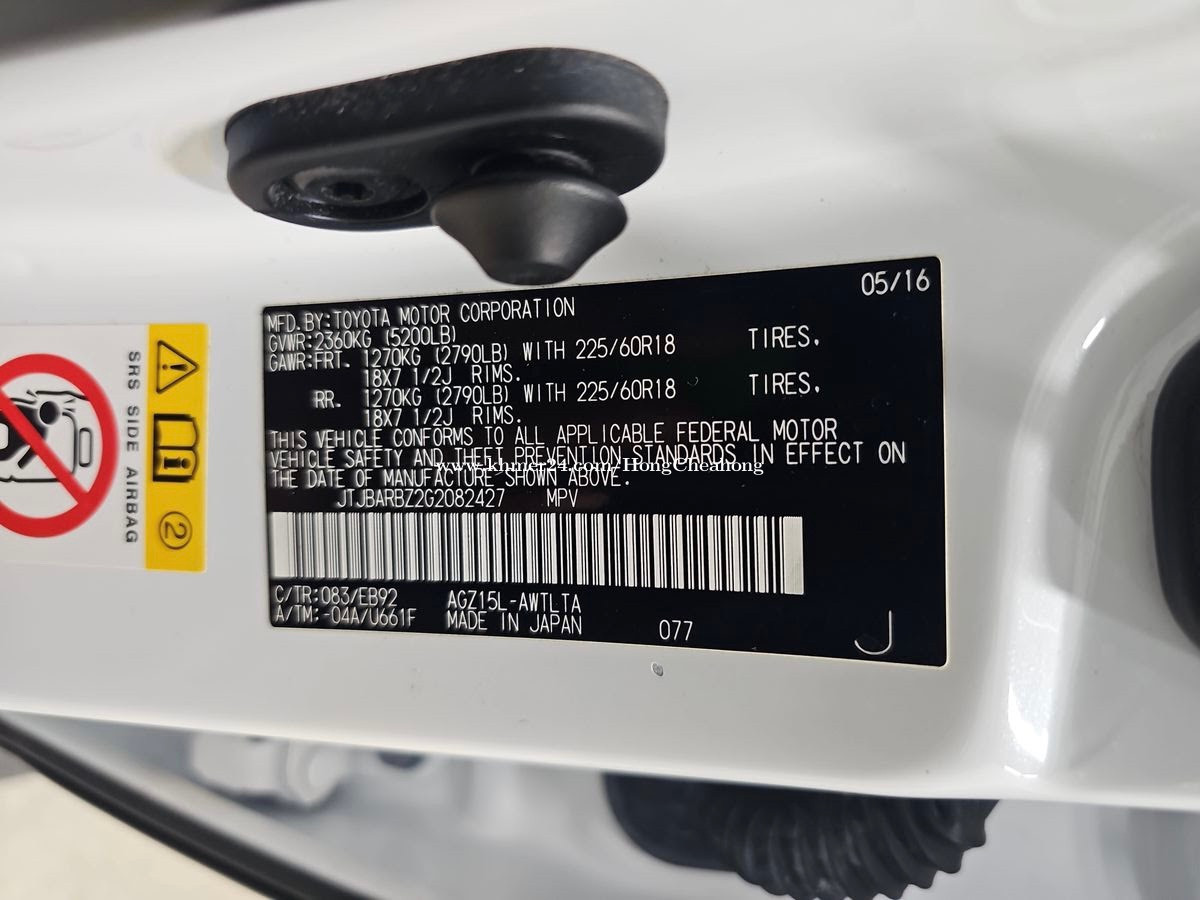 05/16
MFD.BY:TOYOTA MOTOR CORPORATION
GVWR:2360KG (5200LB)
GAWR:FRT. 1270KG (2790LB) WITH 225/60R18 TIRES.
18X7 1/2J RIMS.
RR. 1270KG (2790LB) WITH 225/60R18 TIRES.
18X7 1/2J RIMS.
THIS VEHICLE CONFORMS TO ALL APPLICABLE FEDERAL MOTOR
VEHICLE SAFETY AND THEFT PREVENTION STANDARDS IN EFFECT ON
www.khmer24.com/HongCheahong
THE DATE OF MANUFACTURE SHOWN ABOVE.
JTJBARBZ2G2082427 MPV
C/TR:083/EB92 AGZ15L-AWTLTA
A/TM:-04A/U661F MADE IN JAPAN 077
J
SRS SIDE AIRBAG
2